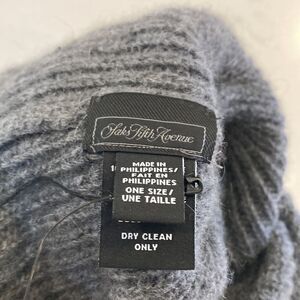 Saks Fifth Avenue
MADE IN
PHILIPPINES/
FAIT EN
PHILIPPINES
ONE SIZE/
UNE TAILLE
DRY CLEAN
ONLY